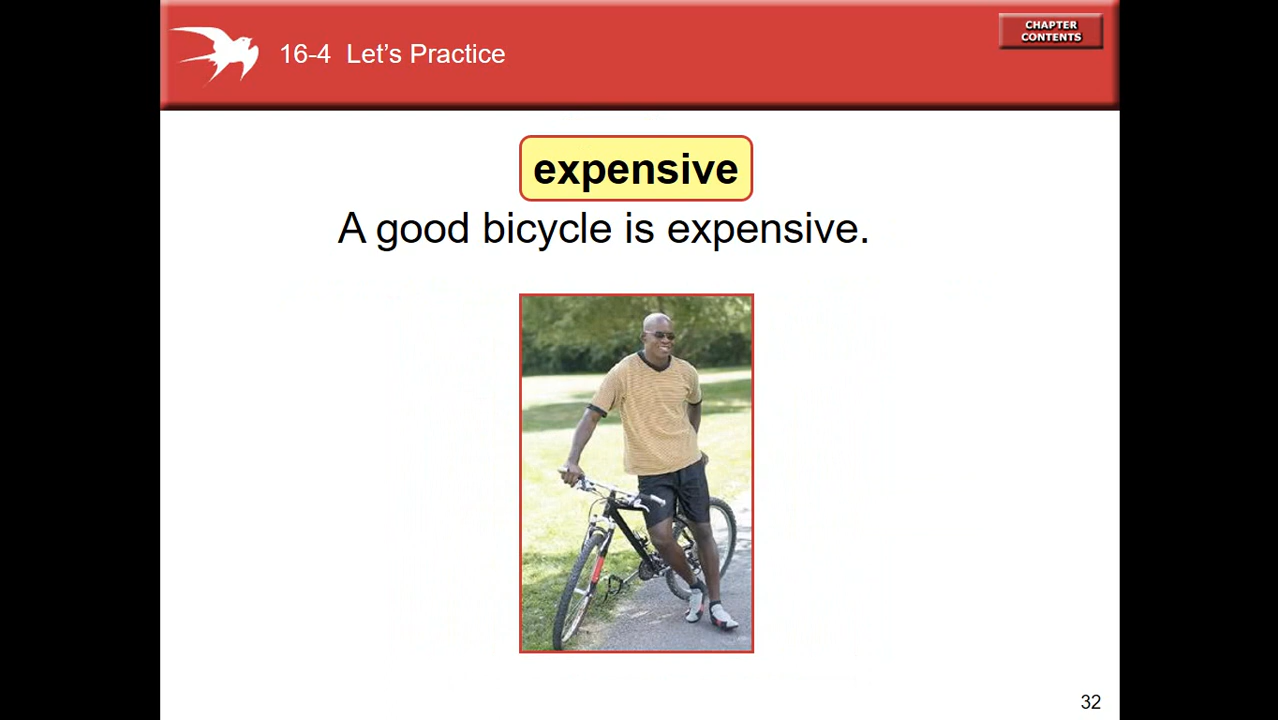 CHAPTER
CONTENTS
16-4 Let's Practice
expensive
A good bicycle is expensive.
32